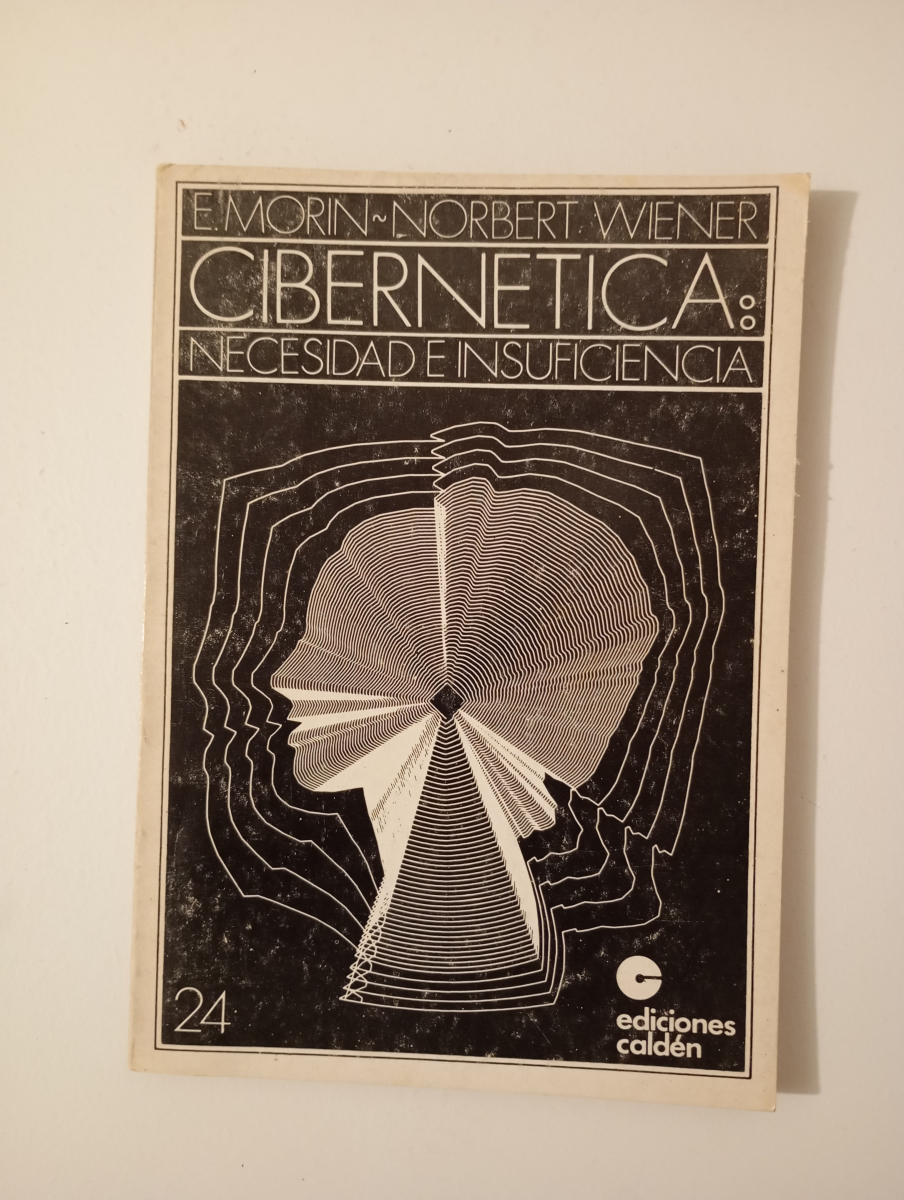 E. MORIN ~ NORBERT WIENER
CIBERNETICA:
NECESIDAD E INSUFICIENCIA
24
ediciones
caldén